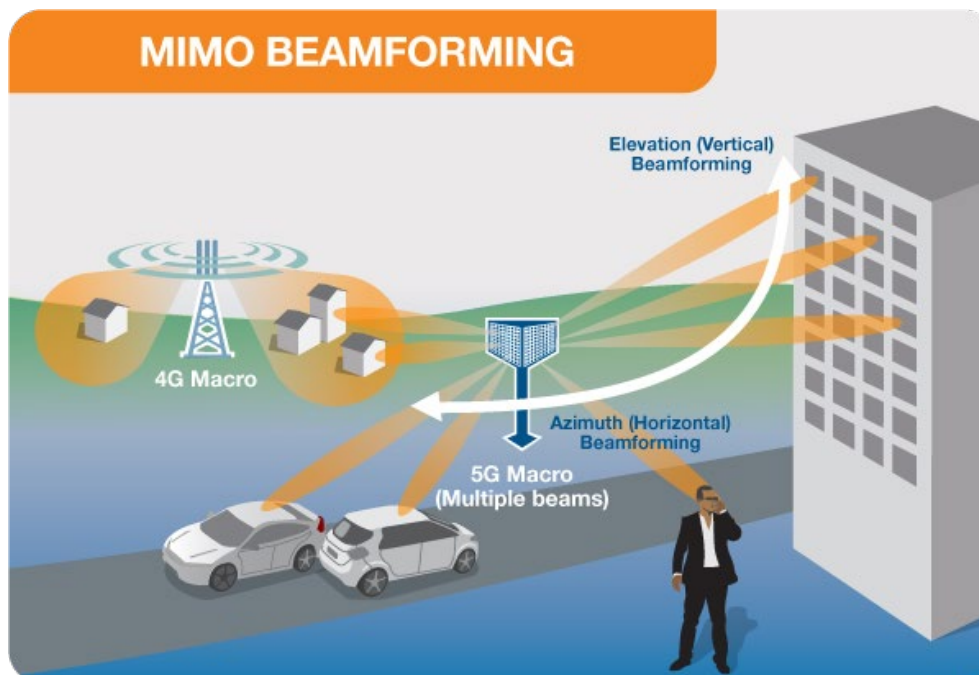 MIMO BEAMFORMING
Elevation (Vertical)
Beamforming
4G Macro
Azimuth (Horizontal)
Beamforming
5G Macro
(Multiple beams)